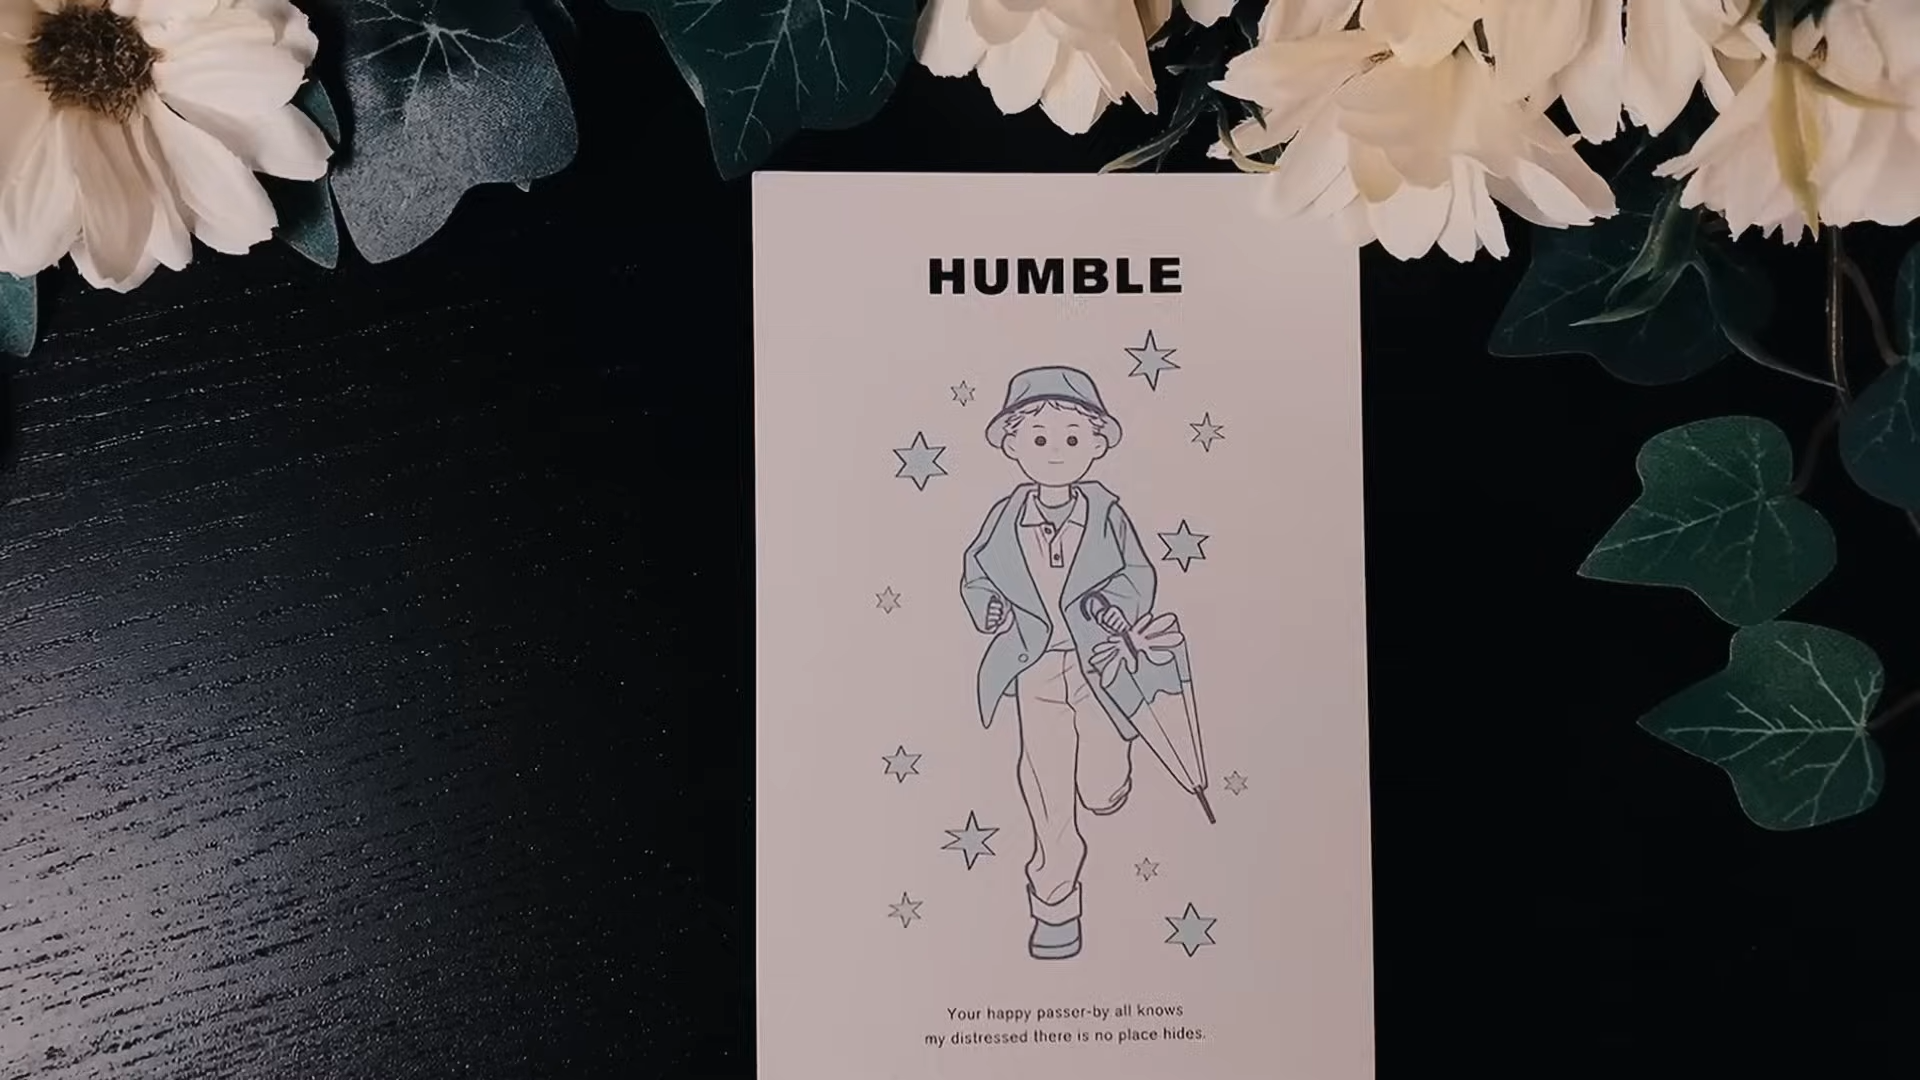 HUMBLE
Your happy passer-by all knows
my distressed there is no place hides.